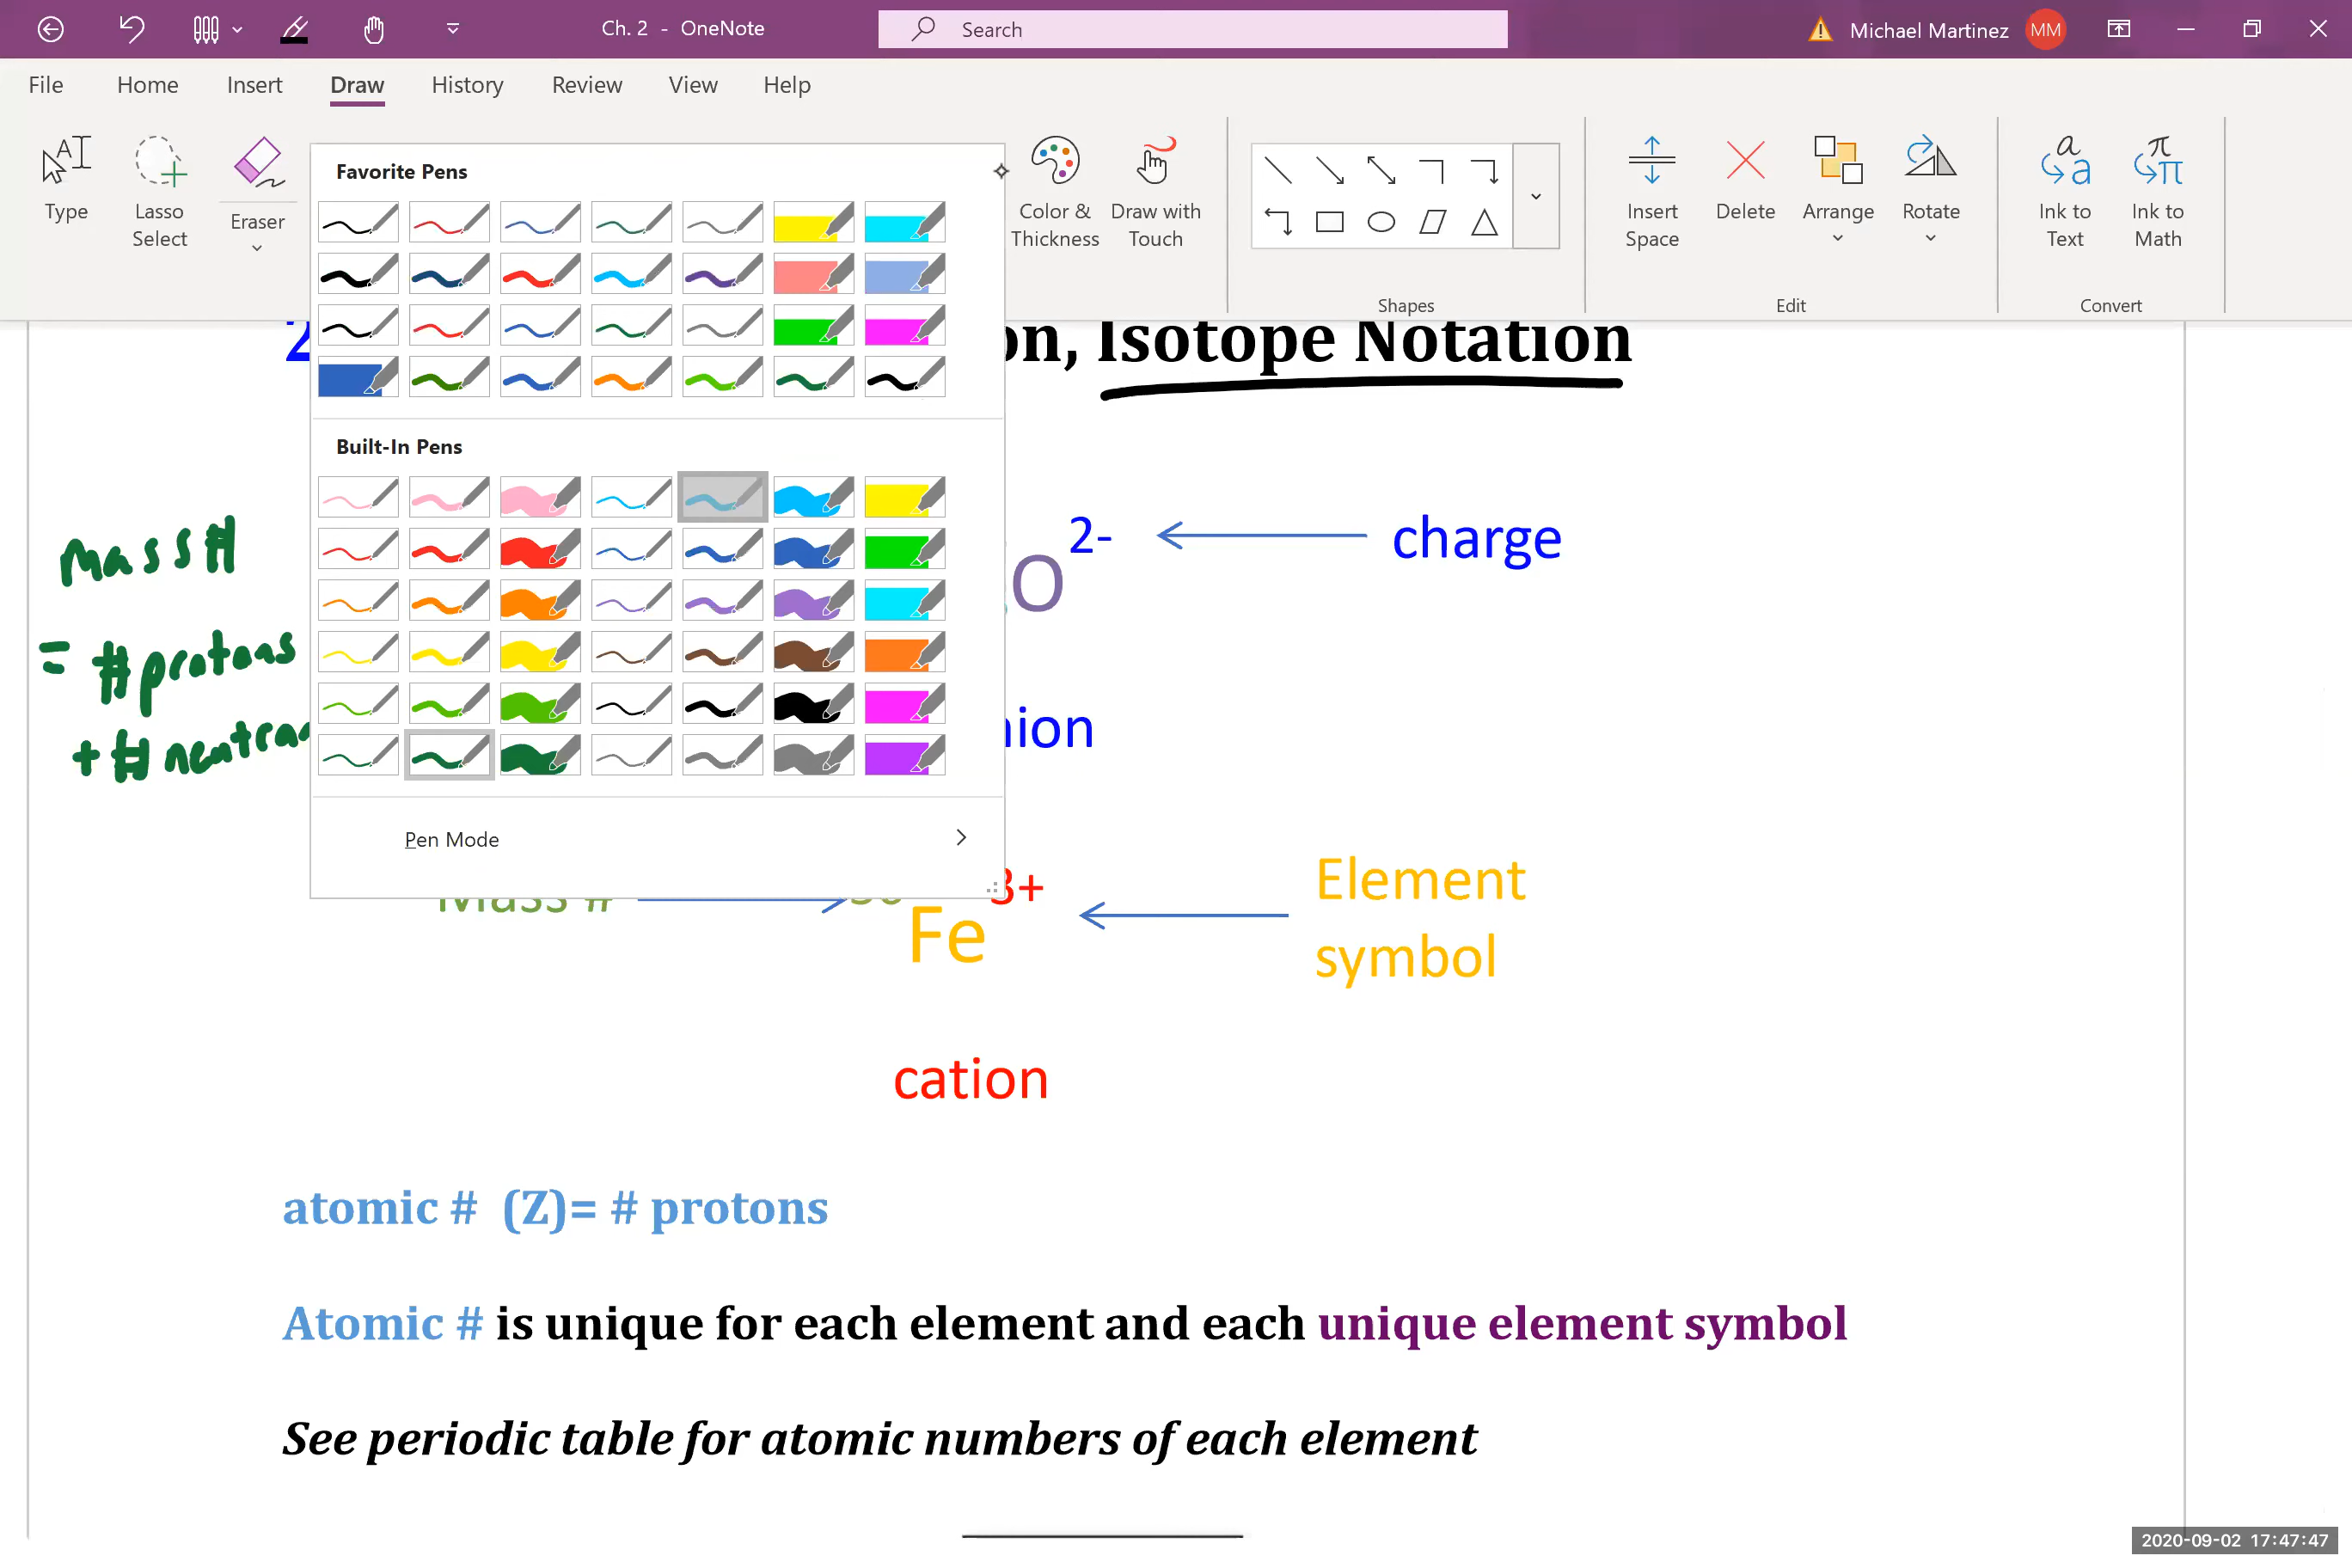 Ch. 2 - OneNote
Search
Michael Martinez
MM
File Home Insert Draw History Review View Help
Type
Lasso Select
Eraser
Favorite Pens
Built-In Pens
Pen Mode
Color & Thickness
Draw with Touch
Shapes
Insert Space
Delete
Arrange
Rotate
Edit
Ink to Text
Ink to Math
Convert
2
on, Isotope Notation
Mass #
= # protons
+ #
2-
charge
O
3+
Mass #
Fe
Element
symbol
cation
atomic # (Z)= # protons
Atomic # is unique for each element and each unique element symbol
See periodic table for atomic numbers of each element
2020-09-02 17:47:47